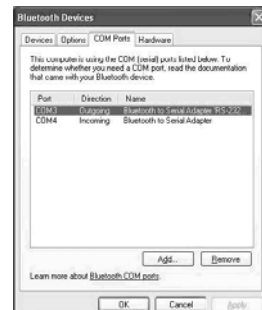 Bluetooth Devices
Devices Options COM Ports Hardware
This computer is using the COM (serial) ports listed below. To
determine whether you need a COM port, read the documentation
that came with your Bluetooth device.
Port Direction Name
COM3 Outgoing Bluetooth to Serial Adapter 'RS-232
COM4 Incoming Bluetooth to Serial Adapter
Add... Remove
Learn more about Bluetooth COM ports.
OK Cancel Apply